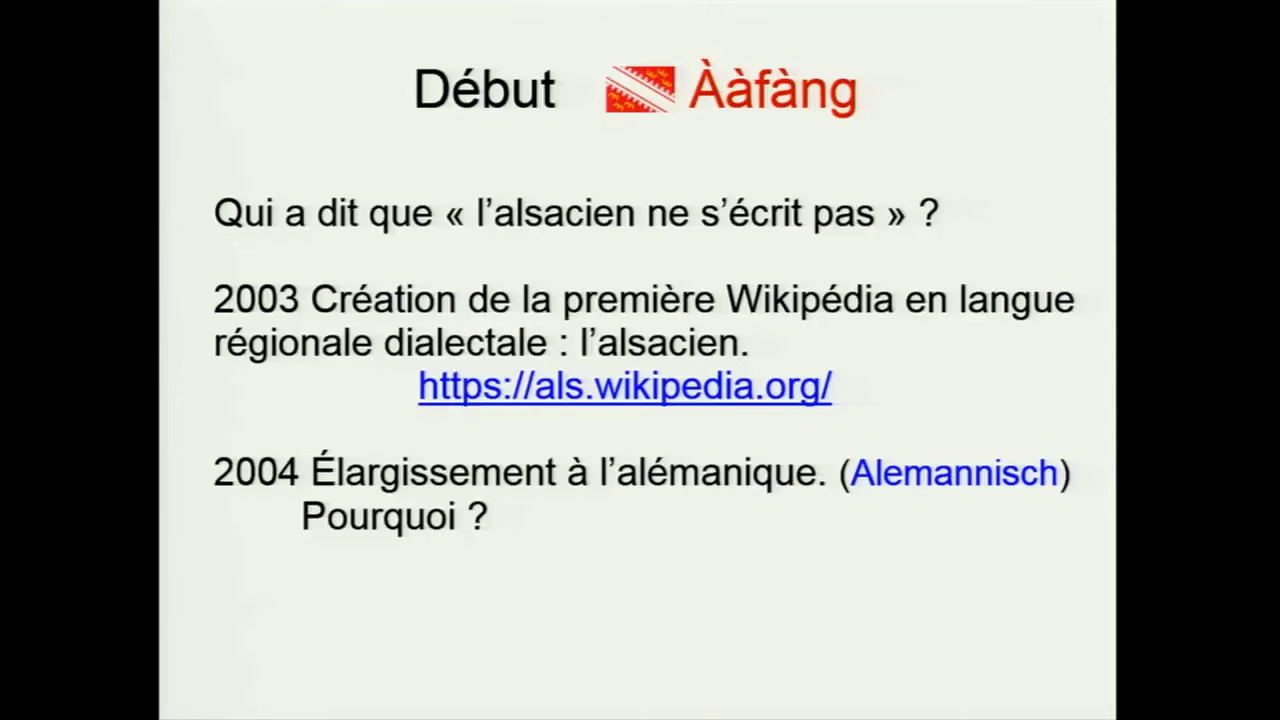 Début Ààfàng
Qui a dit que « l’alsacien ne s’écrit pas » ?
2003 Création de la première Wikipédia en langue
régionale dialectale : l’alsacien.
https://als.wikipedia.org/
2004 Élargissement à l’alémanique. (Alemannisch)
Pourquoi ?